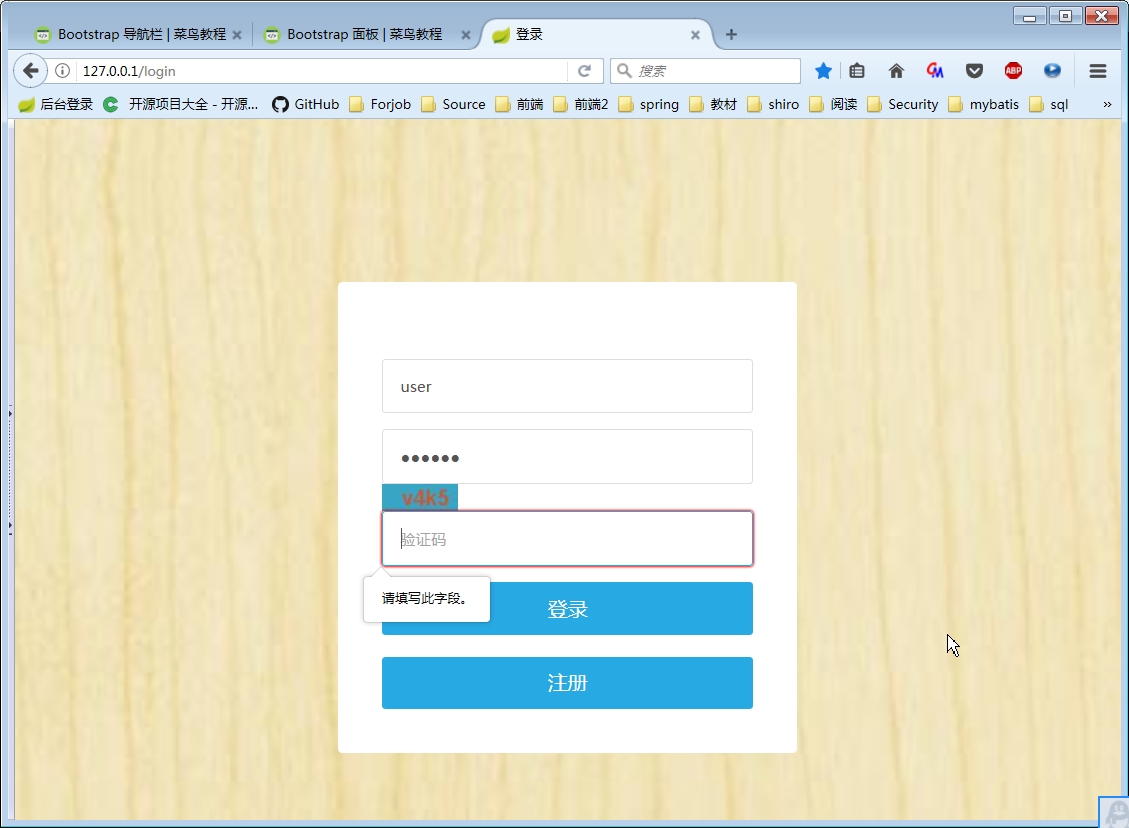 Bootstrap 导航栏 | 菜鸟教程 Bootstrap 面板 | 菜鸟教程 登录
127.0.0.1/login 搜索 GM ABP
后台登录 开源项目大全 - 开源... GitHub Forjob Source 前端 前端2 spring 教材 shiro 阅读 Security mybatis sql »
user
●●●●●●
v4k5
验证码
请填写此字段。
登录
注册